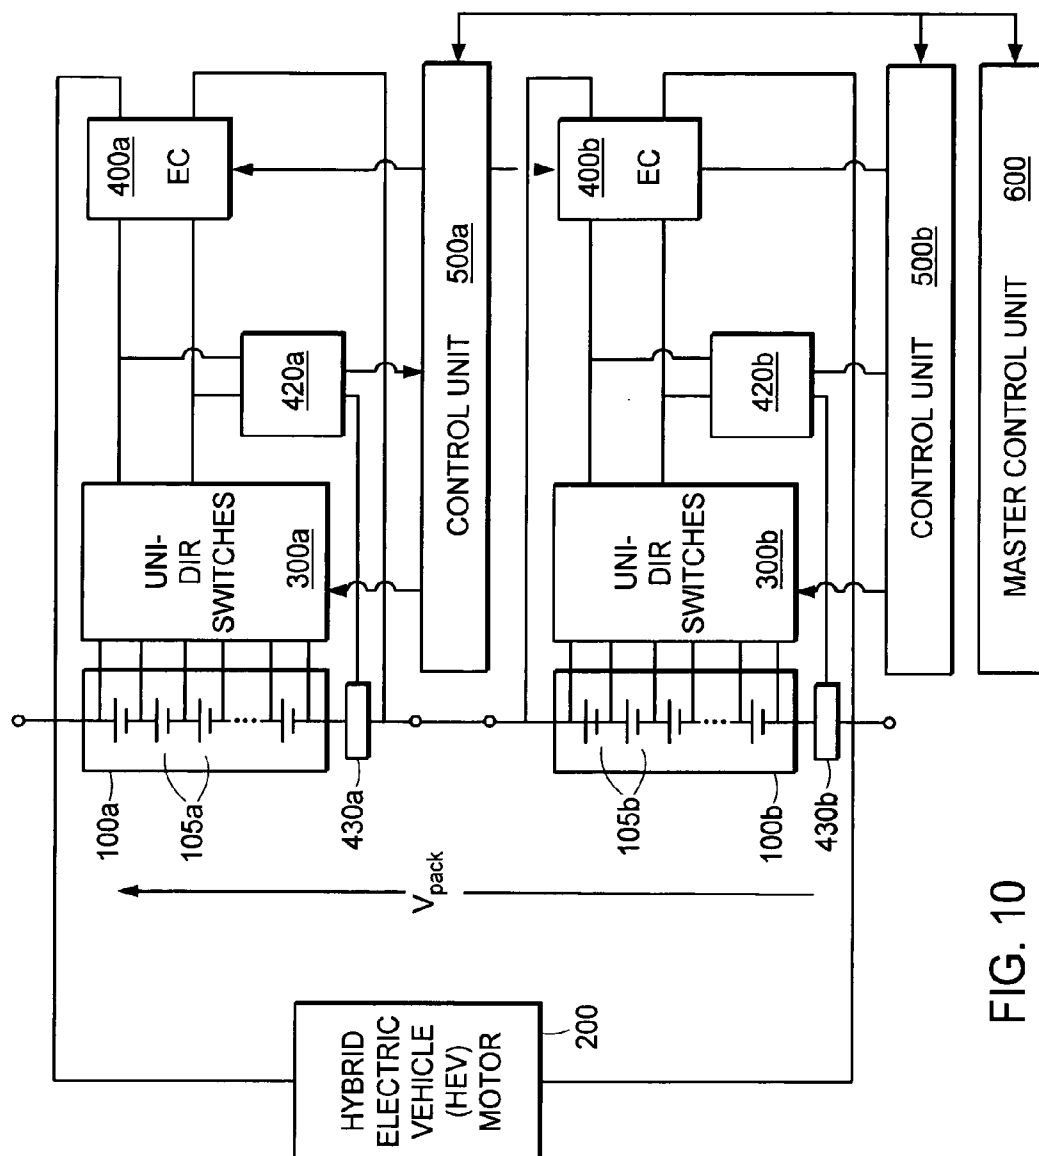 HYBRID
ELECTRIC
VEHICLE
(HEV)
MOTOR
200
Vpack
100a
105a
430a
UNI-
DIR
SWITCHES
300a
420a
400a
EC
CONTROL UNIT 500a
105b
100b
430b
UNI-
DIR
SWITCHES
300b
420b
400b
EC
CONTROL UNIT 500b
MASTER CONTROL UNIT 600
FIG. 10